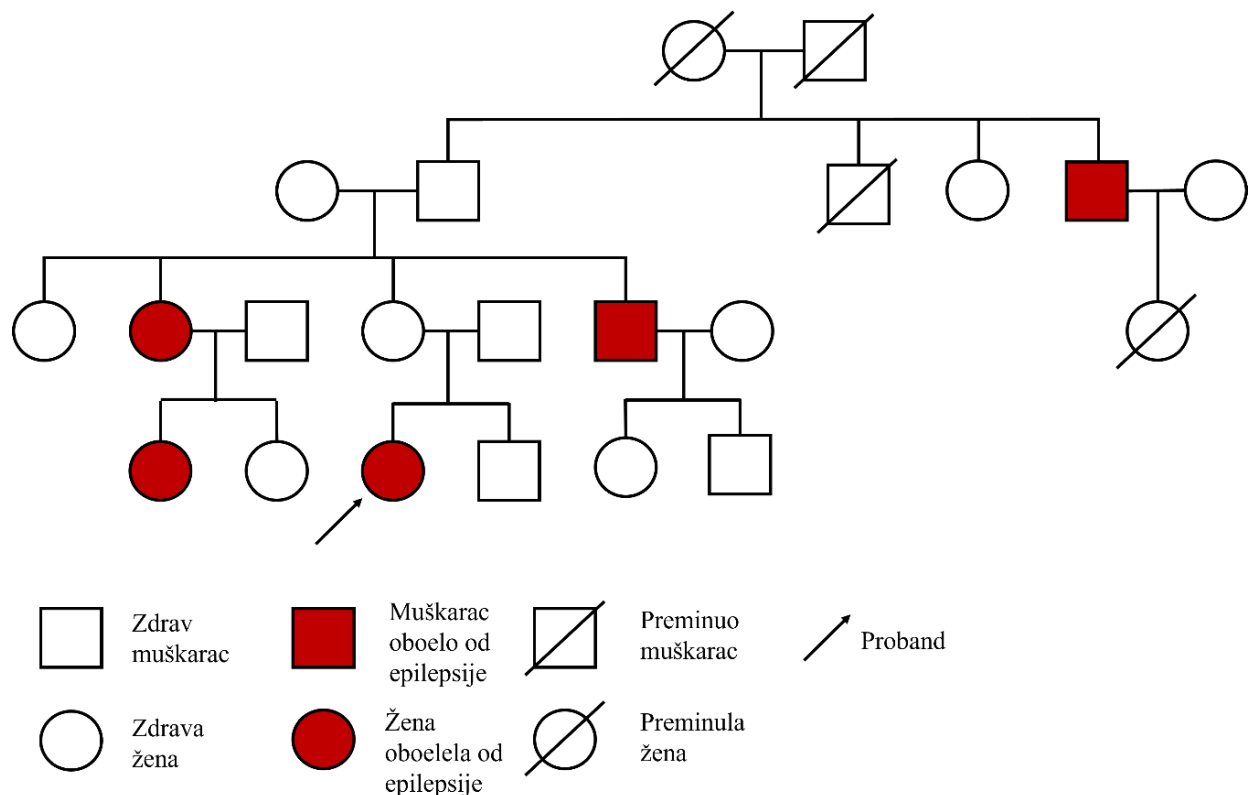 Zdrav
muškarac
Muškarac
oboelo od
epilepsije
Preminuo
muškarac
Proband
Zdrava
žena
Žena
oboelela od
epilepsije
Preminula
žena